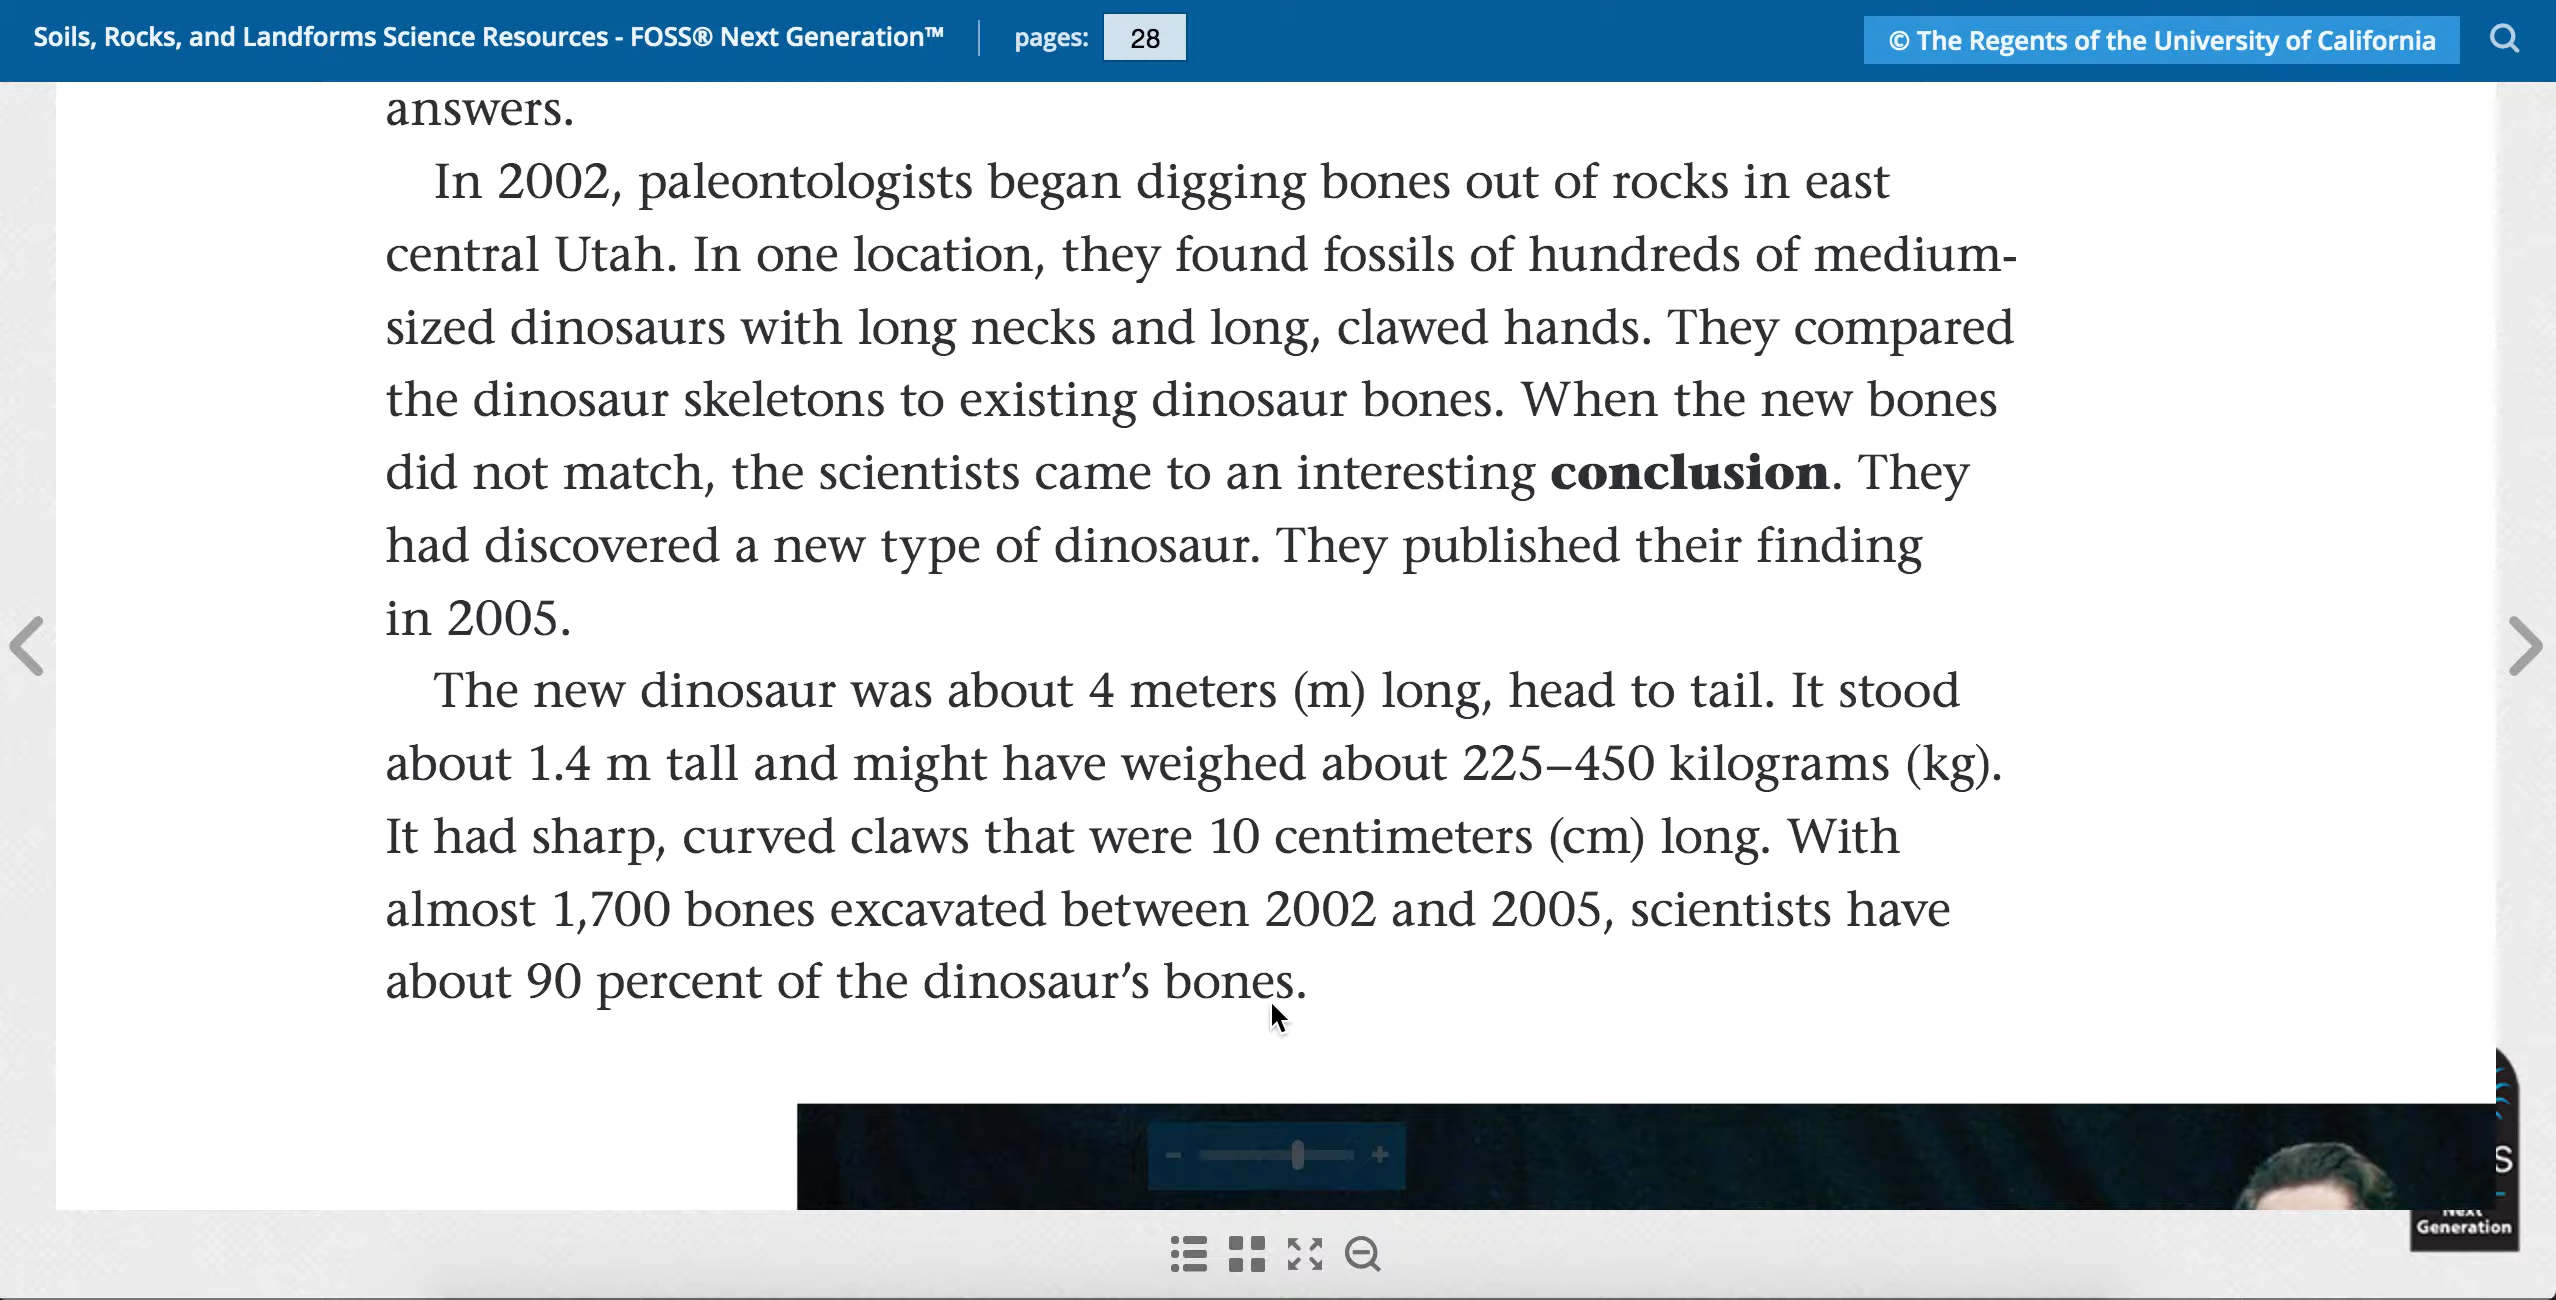 Soils, Rocks, and Landforms Science Resources - FOSS® Next Generation™ pages: 28 © The Regents of the University of California
answers.
In 2002, paleontologists began digging bones out of rocks in east
central Utah. In one location, they found fossils of hundreds of medium-
sized dinosaurs with long necks and long, clawed hands. They compared
the dinosaur skeletons to existing dinosaur bones. When the new bones
did not match, the scientists came to an interesting conclusion. They
had discovered a new type of dinosaur. They published their finding
in 2005.
The new dinosaur was about 4 meters (m) long, head to tail. It stood
about 1.4 m tall and might have weighed about 225–450 kilograms (kg).
It had sharp, curved claws that were 10 centimeters (cm) long. With
almost 1,700 bones excavated between 2002 and 2005, scientists have
about 90 percent of the dinosaur’s bones.
S
Next
Generation